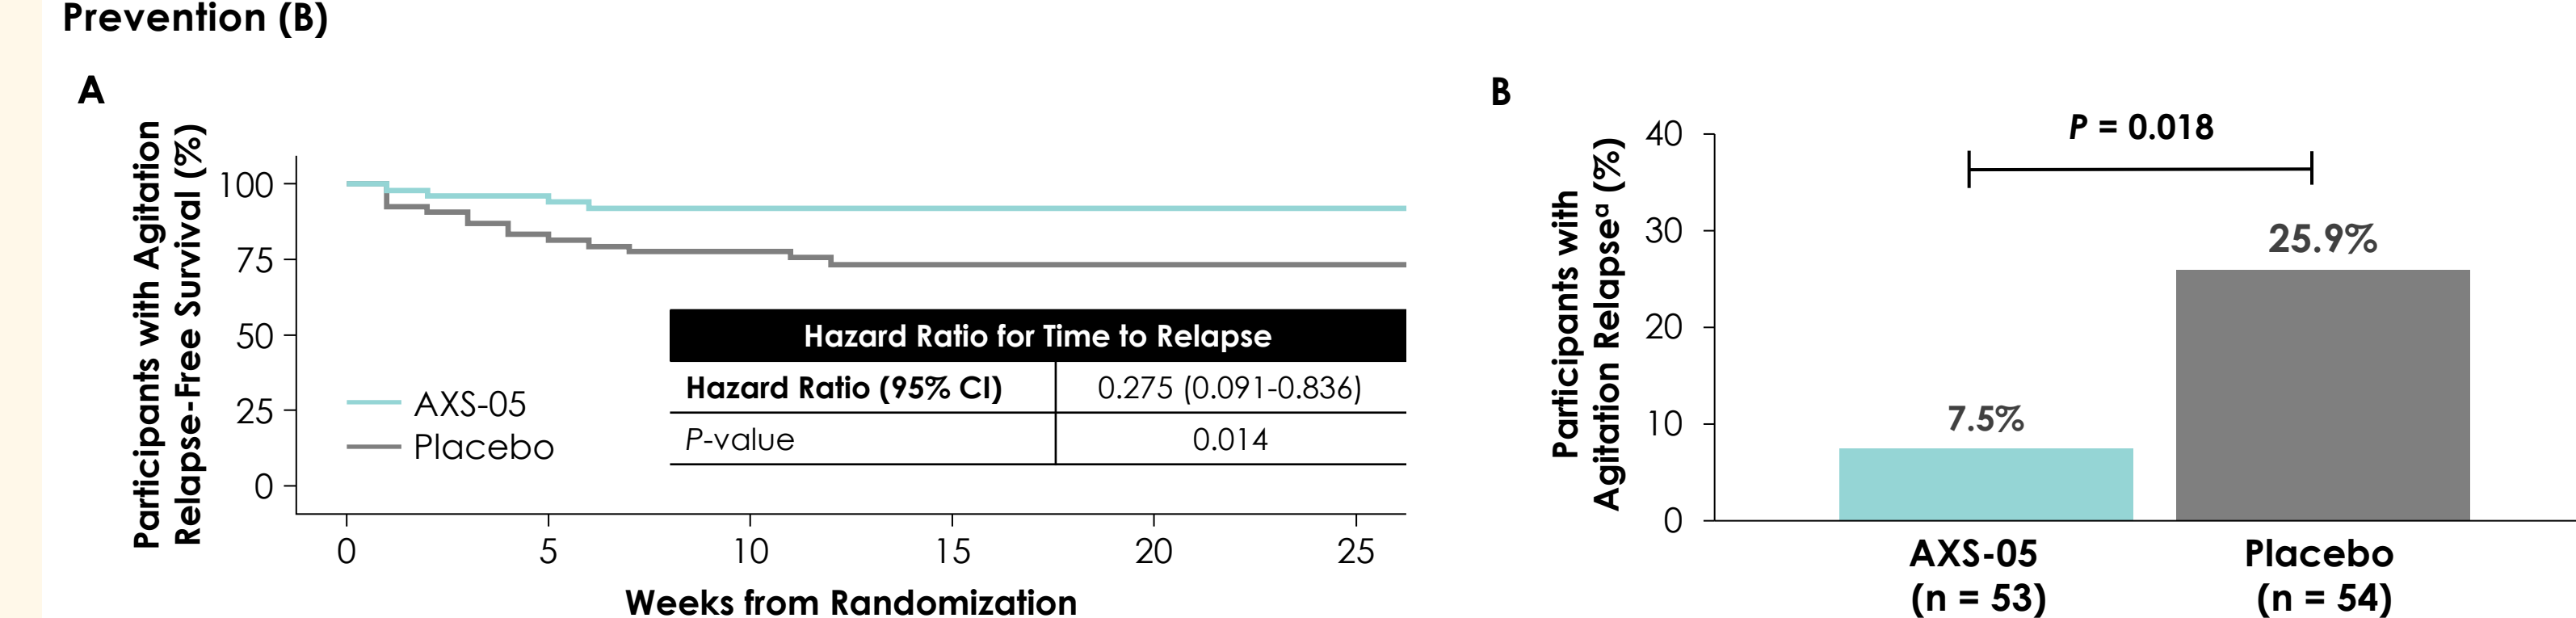 Prevention (B)
A
Participants with Agitation
Relapse-Free Survival (%)
100
75
50
25
0
AXS-05
Placebo
Hazard Ratio for Time to Relapse
Hazard Ratio (95% CI) 0.275 (0.091-0.836)
P-value 0.014
0 5 10 15 20 25
Weeks from Randomization
B
Participants with
Agitation Relapseᵃ (%)
40
30
20
10
0
P = 0.018
7.5%
25.9%
AXS-05 Placebo
(n = 53) (n = 54)